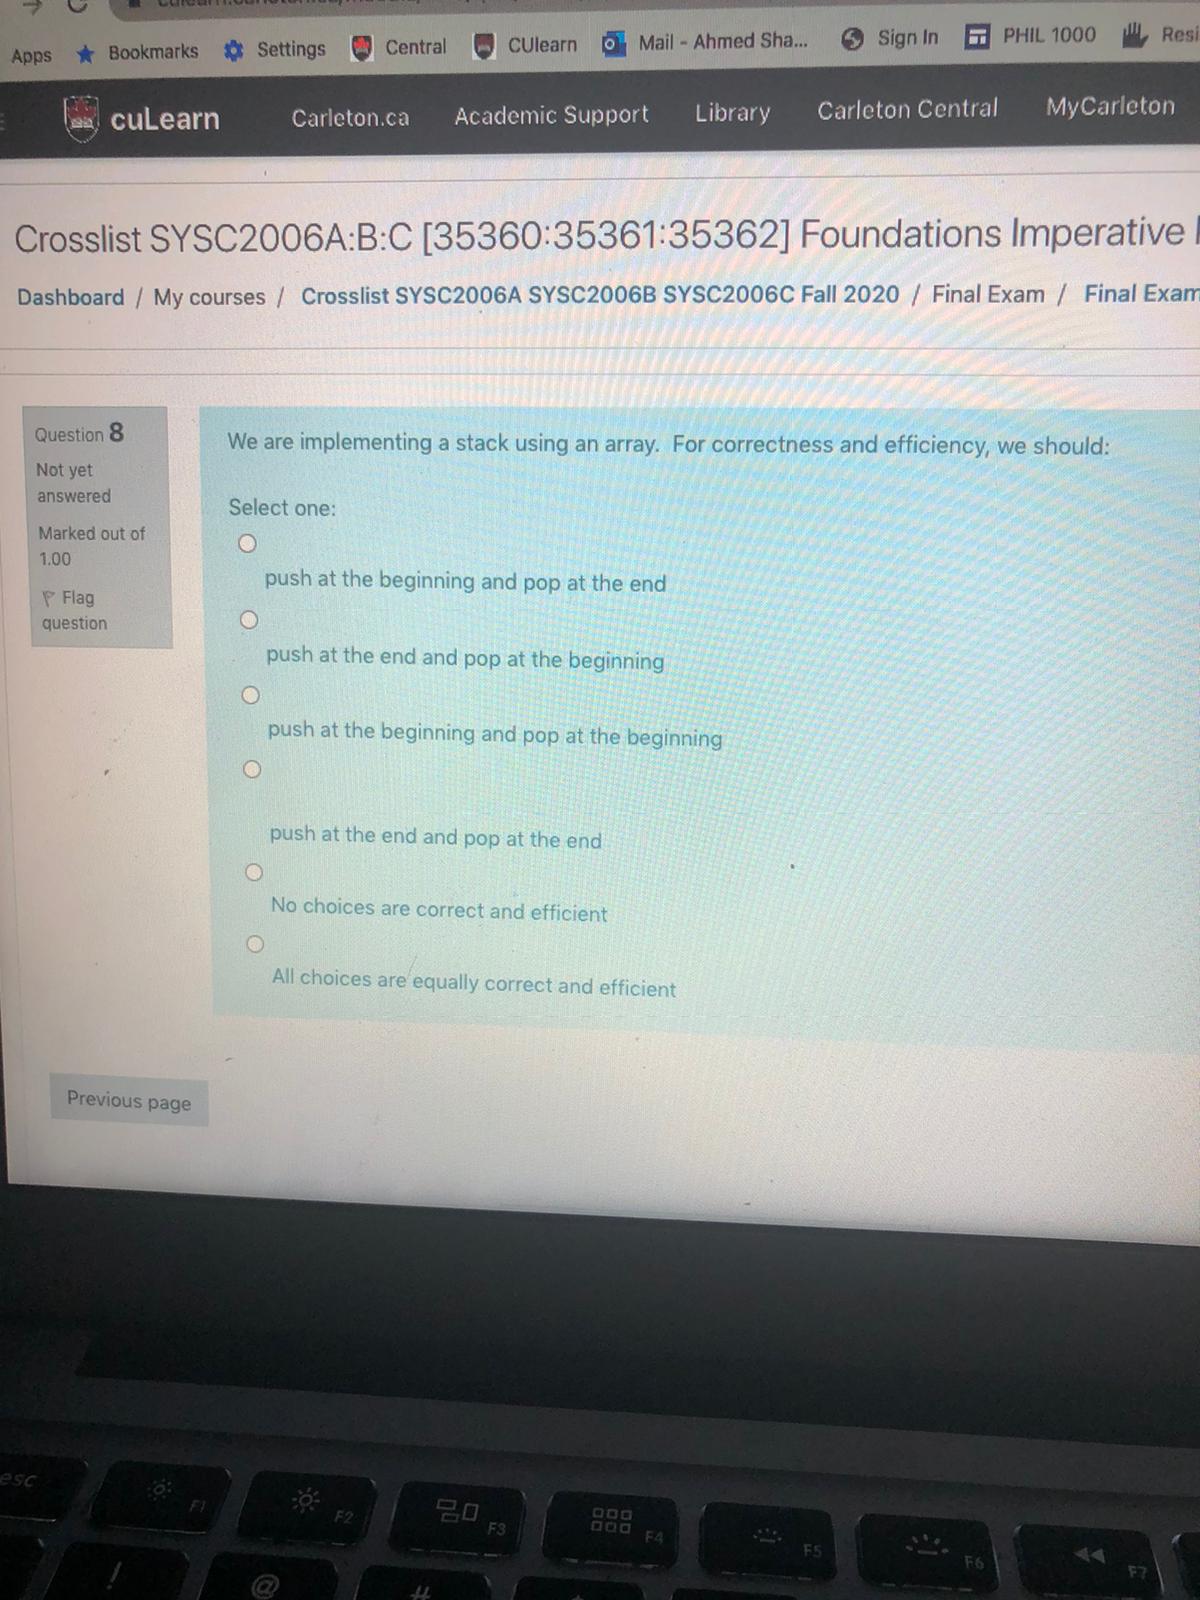 Apps Bookmarks Settings Central CUlearn Mail - Ahmed Sha... Sign In PHIL 1000 Resi
cuLearn Carleton.ca Academic Support Library Carleton Central MyCarleton
Crosslist SYSC2006A:B:C [35360:35361:35362] Foundations Imperative
Dashboard / My courses / Crosslist SYSC2006A SYSC2006B SYSC2006C Fall 2020 / Final Exam / Final Exam
Question 8
Not yet
answered
Marked out of
1.00
Flag
question
We are implementing a stack using an array. For correctness and efficiency, we should:
Select one:
push at the beginning and pop at the end
push at the end and pop at the beginning
push at the beginning and pop at the beginning
push at the end and pop at the end
No choices are correct and efficient
All choices are equally correct and efficient
Previous page
esc F1 F2 F3 F4 F5 F6 F7
! @ #